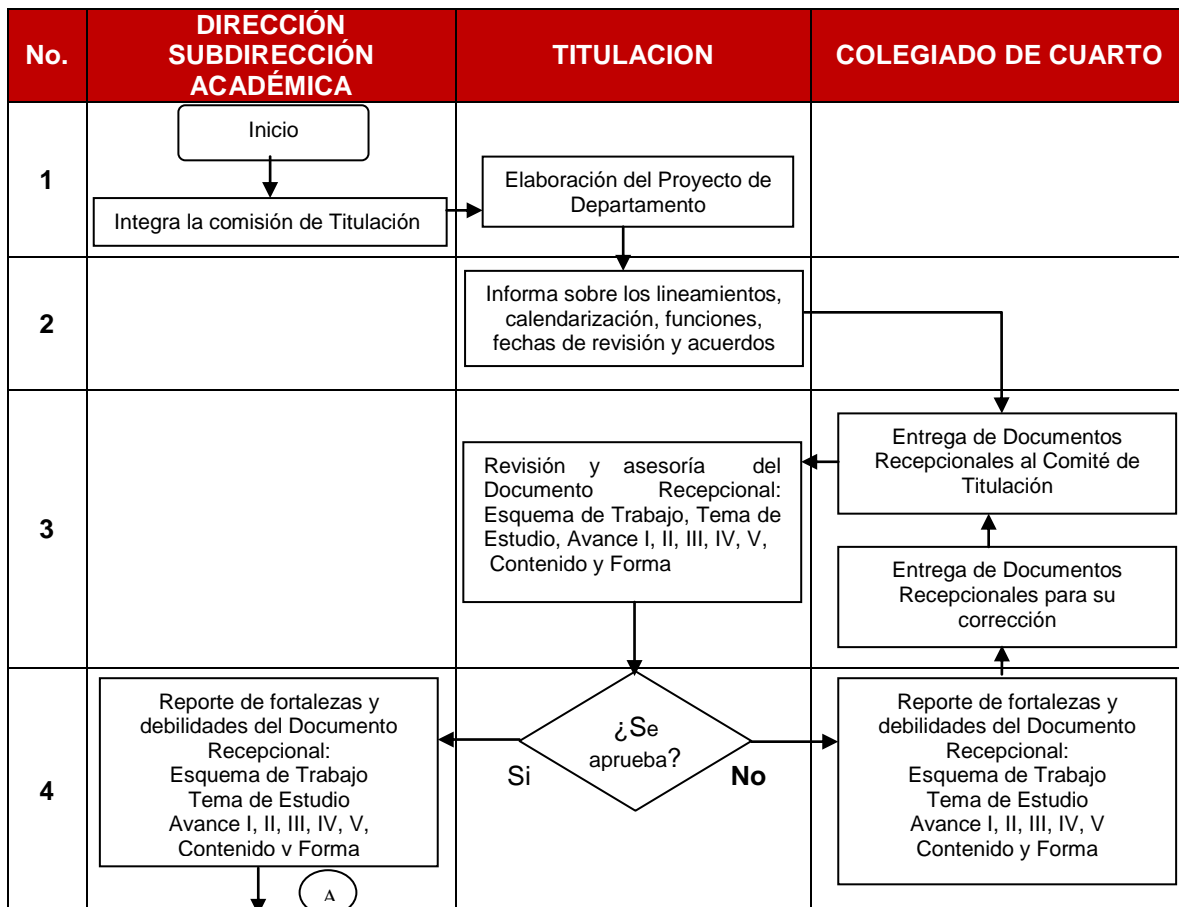 No.
DIRECCIÓN
SUBDIRECCIÓN
ACADÉMICA
TITULACION
COLEGIADO DE CUARTO
1
Inicio
Integra la comisión de Titulación
Elaboración del Proyecto de
Departamento
2
Informa sobre los lineamientos,
calendarización, funciones,
fechas de revisión y acuerdos
3
Revisión y asesoría del
Documento Recepcional:
Esquema de Trabajo, Tema de
Estudio, Avance I, II, III, IV, V,
Contenido y Forma
Entrega de Documentos
Recepcionales al Comité de
Titulación
Entrega de Documentos
Recepcionales para su
corrección
4
Reporte de fortalezas y
debilidades del Documento
Recepcional:
Esquema de Trabajo
Tema de Estudio
Avance I, II, III, IV, V,
Contenido y Forma
A
Si
¿Se
aprueba?
No
Reporte de fortalezas y
debilidades del Documento
Recepcional:
Esquema de Trabajo
Tema de Estudio
Avance I, II, III, IV, V
Contenido y Forma